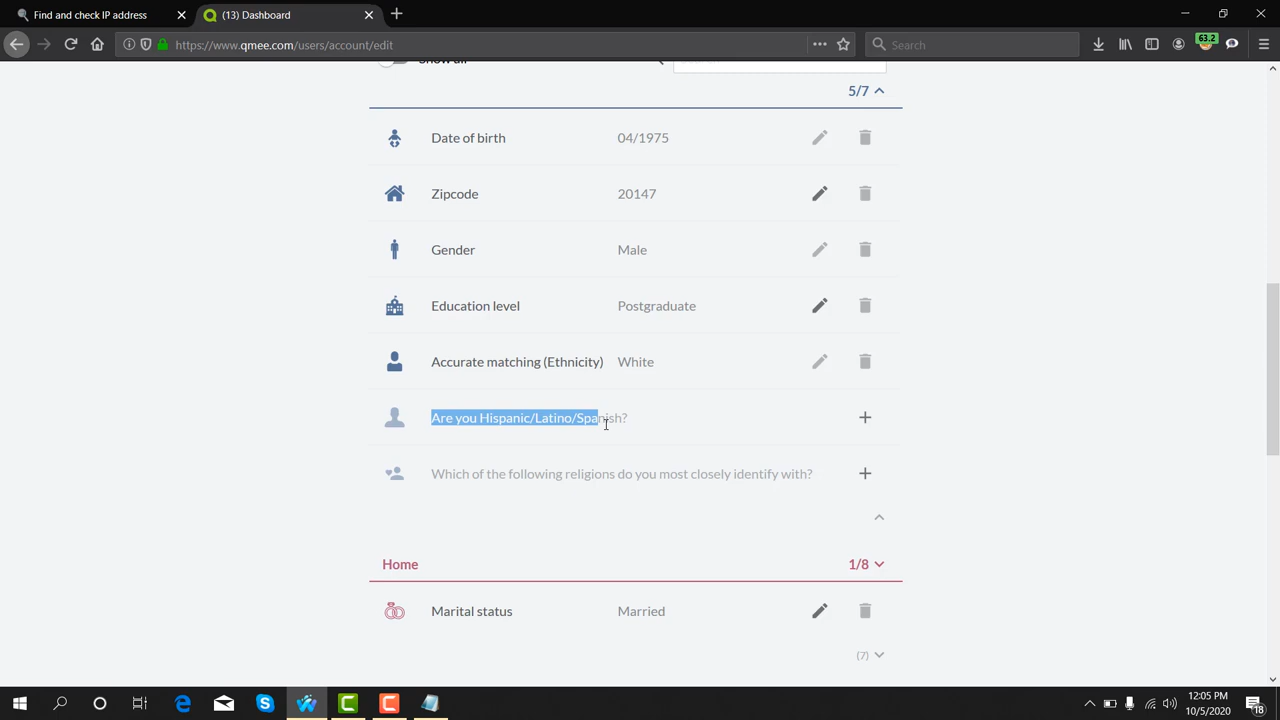 Find and check IP address
(13) Dashboard
https://www.qmee.com/users/account/edit
Search
63.2
Show all
5/7
Date of birth 04/1975
Zipcode 20147
Gender Male
Education level Postgraduate
Accurate matching (Ethnicity) White
Are you Hispanic/Latino/Spanish?
Which of the following religions do you most closely identify with?
Home 1/8
Marital status Married
(7)
12:05 PM
10/5/2020
18